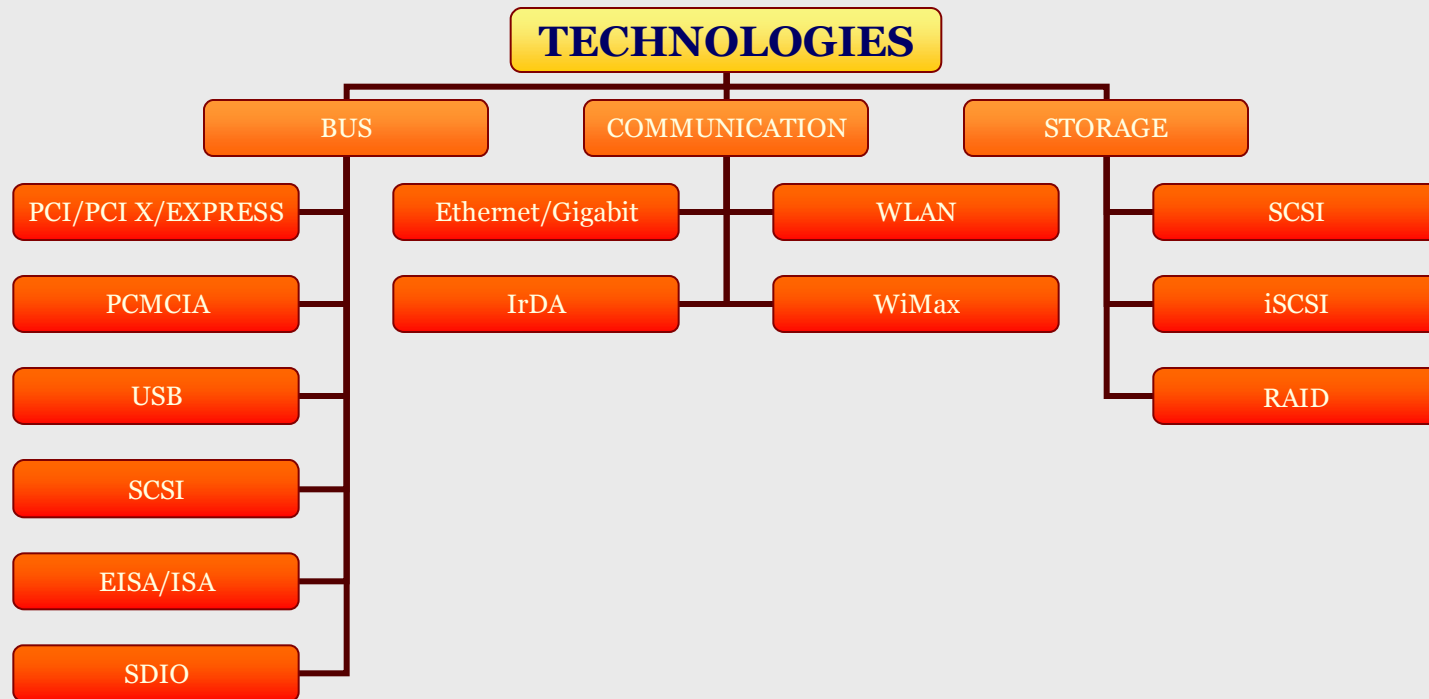 TECHNOLOGIES
BUS
COMMUNICATION
STORAGE
PCI/PCI X/EXPRESS
Ethernet/Gigabit
WLAN
SCSI
PCMCIA
IrDA
WiMax
iSCSI
USB
RAID
SCSI
EISA/ISA
SDIO